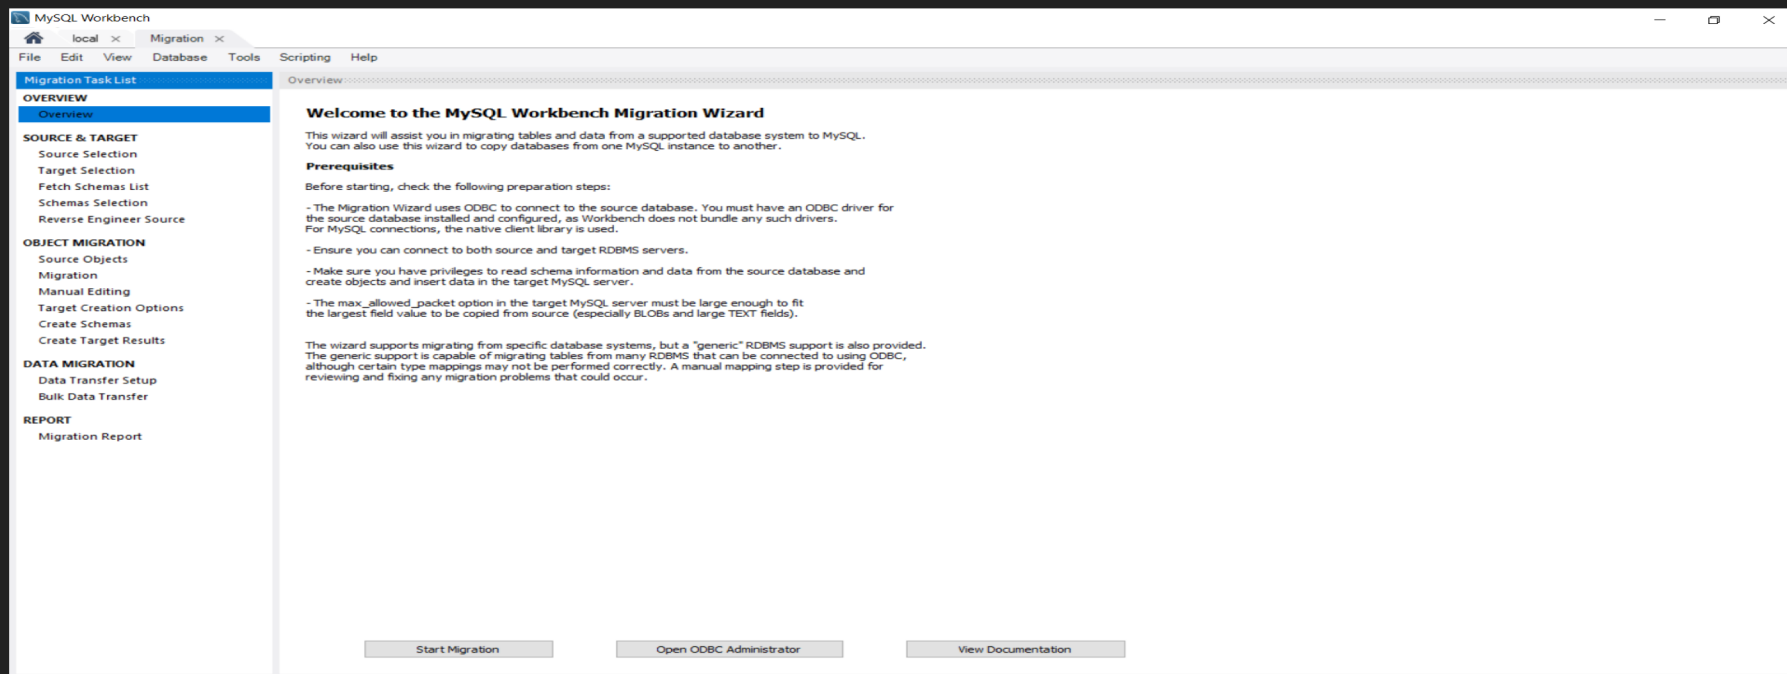 MySQL Workbench
local
Migration
File Edit View Database Tools Scripting Help
Migration Task List
OVERVIEW
Overview
SOURCE & TARGET
Source Selection
Target Selection
Fetch Schemas List
Schemas Selection
Reverse Engineer Source
OBJECT MIGRATION
Source Objects
Migration
Manual Editing
Target Creation Options
Create Schemas
Create Target Results
DATA MIGRATION
Data Transfer Setup
Bulk Data Transfer
REPORT
Migration Report
Overview
Welcome to the MySQL Workbench Migration Wizard
This wizard will assist you in migrating tables and data from a supported database system to MySQL.
You can also use this wizard to copy databases from one MySQL instance to another.
Prerequisites
Before starting, check the following preparation steps:
- The Migration Wizard uses ODBC to connect to the source database. You must have an ODBC driver for
the source database installed and configured, as Workbench does not bundle any such drivers.
For MySQL connections, the native client library is used.
- Ensure you can connect to both source and target RDBMS servers.
- Make sure you have privileges to read schema information and data from the source database and
create objects and insert data in the target MySQL server.
- The max_allowed_packet option in the target MySQL server must be large enough to fit
the largest field value to be copied from source (especially BLOBs and large TEXT fields).
The wizard supports migrating from specific database systems, but a "generic" RDBMS support is also provided.
The generic support is capable of migrating tables from many RDBMS that can be connected to using ODBC,
although certain type mappings may not be performed correctly. A manual mapping step is provided for
reviewing and fixing any migration problems that could occur.
Start Migration
Open ODBC Administrator
View Documentation